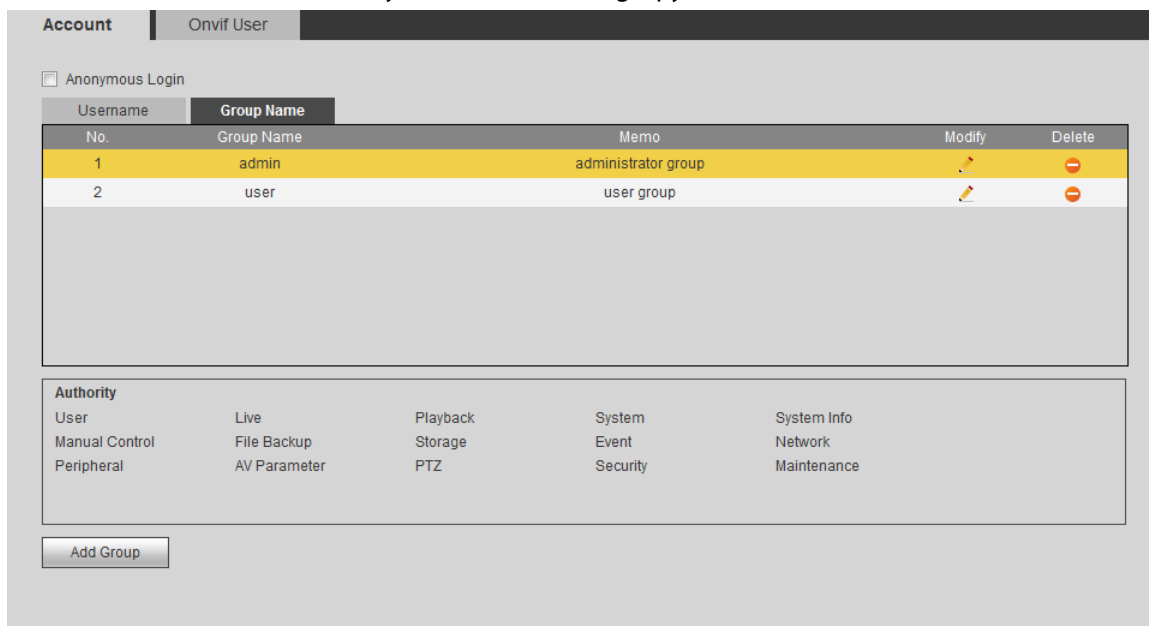 Account Onvif User
Anonymous Login
Username Group Name
No. Group Name Memo Modify Delete
1 admin administrator group
2 user user group
Authority
User Live Playback System System Info
Manual Control File Backup Storage Event Network
Peripheral AV Parameter PTZ Security Maintenance
Add Group